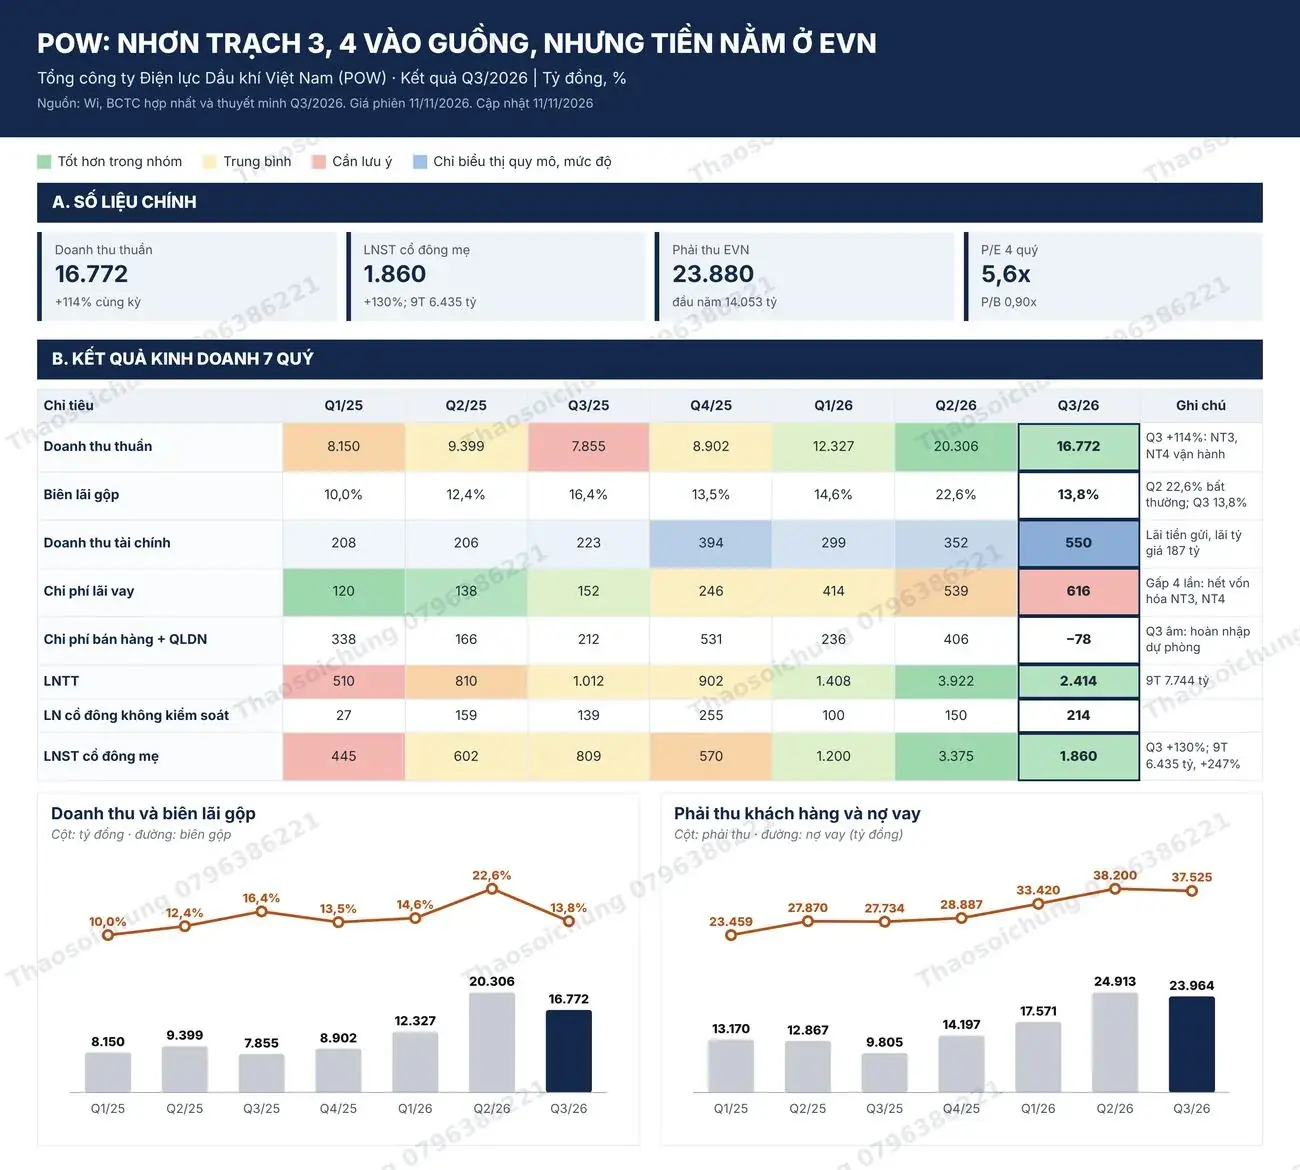 POW: NHƠN TRẠCH 3, 4 VÀO GUỒNG, NHƯNG TIỀN NẰM Ở EVN
Tổng công ty Điện lực Dầu khí Việt Nam (POW) · Kết quả Q3/2026 | Tỷ đồng, %
Nguồn: Wi, BCTC hợp nhất và thuyết minh Q3/2026. Giá phiên 11/11/2026. Cập nhật 11/11/2026
Tốt hơn trong nhóm Trung bình Cần lưu ý Chỉ biểu thị quy mô, mức độ
A. SỐ LIỆU CHÍNH
Doanh thu thuần LNST cổ đông mẹ Phải thu EVN P/E 4 quý
16.772 1.860 23.880 5,6x
+114% cùng kỳ +130%; 9T 6.435 tỷ đầu năm 14.053 tỷ P/B 0,90x
B. KẾT QUẢ KINH DOANH 7 QUÝ
Chỉ tiêu Q1/25 Q2/25 Q3/25 Q4/25 Q1/26 Q2/26 Q3/26 Ghi chú
Doanh thu thuần 8.150 9.399 7.855 8.902 12.327 20.306 16.772 Q3 +114%: NT3,
NT4 vận hành
Biên lãi gộp 10,0% 12,4% 16,4% 13,5% 14,6% 22,6% 13,8% Q2 22,6% bất
thường; Q3 13,8%
Doanh thu tài chính 208 206 223 394 299 352 550 Lãi tiền gửi, lãi tỷ
giá 187 tỷ
Chi phí lãi vay 120 138 152 246 414 539 616 Gấp 4 lần: hết vốn
hóa NT3, NT4
Chi phí bán hàng + QLDN 338 166 212 531 236 406 −78 Q3 âm: hoàn nhập
dự phòng
LNTT 510 810 1.012 902 1.408 3.922 2.414 9T 7.744 tỷ
LN cổ đông không kiểm soát 27 159 139 255 100 150 214
LNST cổ đông mẹ 445 602 809 570 1.200 3.375 1.860 Q3 +130%; 9T
6.435 tỷ, +247%
Doanh thu và biên lãi gộp
Cột: tỷ đồng · đường: biên gộp
10,0% 12,4% 16,4% 13,5% 14,6% 22,6% 13,8%
8.150 9.399 7.855 8.902 12.327 20.306 16.772
Q1/25 Q2/25 Q3/25 Q4/25 Q1/26 Q2/26 Q3/26
Phải thu khách hàng và nợ vay
Cột: phải thu · đường: nợ vay (tỷ đồng)
23.459 27.870 27.734 28.887 33.420 38.200 37.525
13.170 12.867 9.805 14.197 17.571 24.913 23.964
Q1/25 Q2/25 Q3/25 Q4/25 Q1/26 Q2/26 Q3/26
Thaosoichung 0796386221